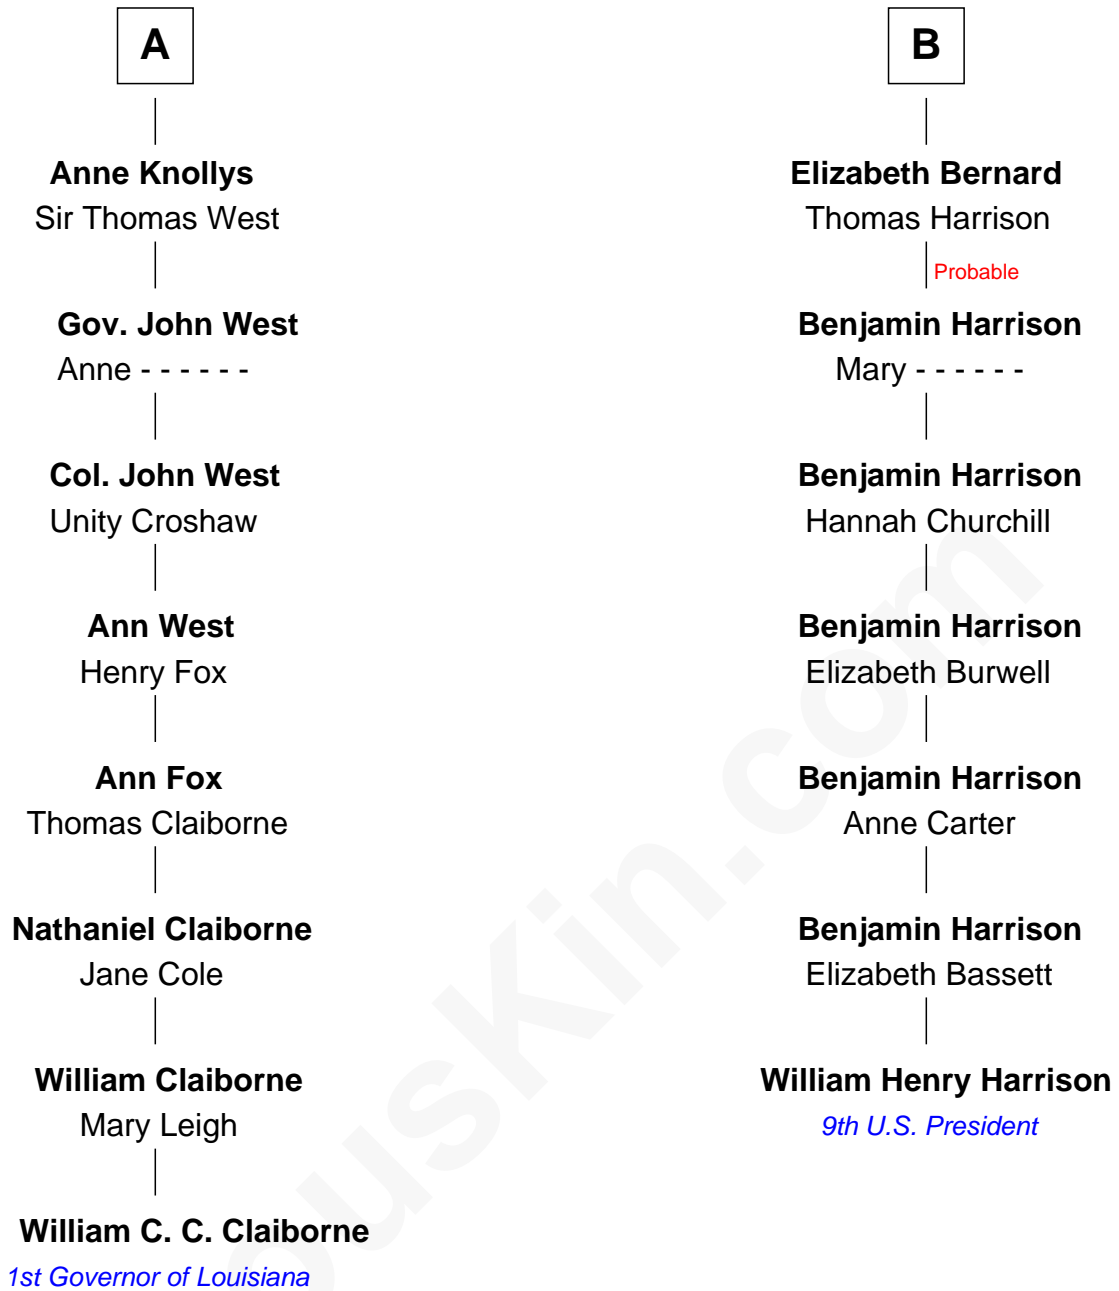 A
Anne Knollys
Sir Thomas West
Gov. John West
Anne - - - - - -
Col. John West
Unity Croshaw
Ann West
Henry Fox
Ann Fox
Thomas Claiborne
Nathaniel Claiborne
Jane Cole
William Claiborne
Mary Leigh
William C. C. Claiborne
1st Governor of Louisiana
B
Elizabeth Bernard
Thomas Harrison
Probable
Benjamin Harrison
Mary - - - - - -
Benjamin Harrison
Hannah Churchill
Benjamin Harrison
Elizabeth Burwell
Benjamin Harrison
Anne Carter
Benjamin Harrison
Elizabeth Bassett
William Henry Harrison
9th U.S. President
ousKin.com